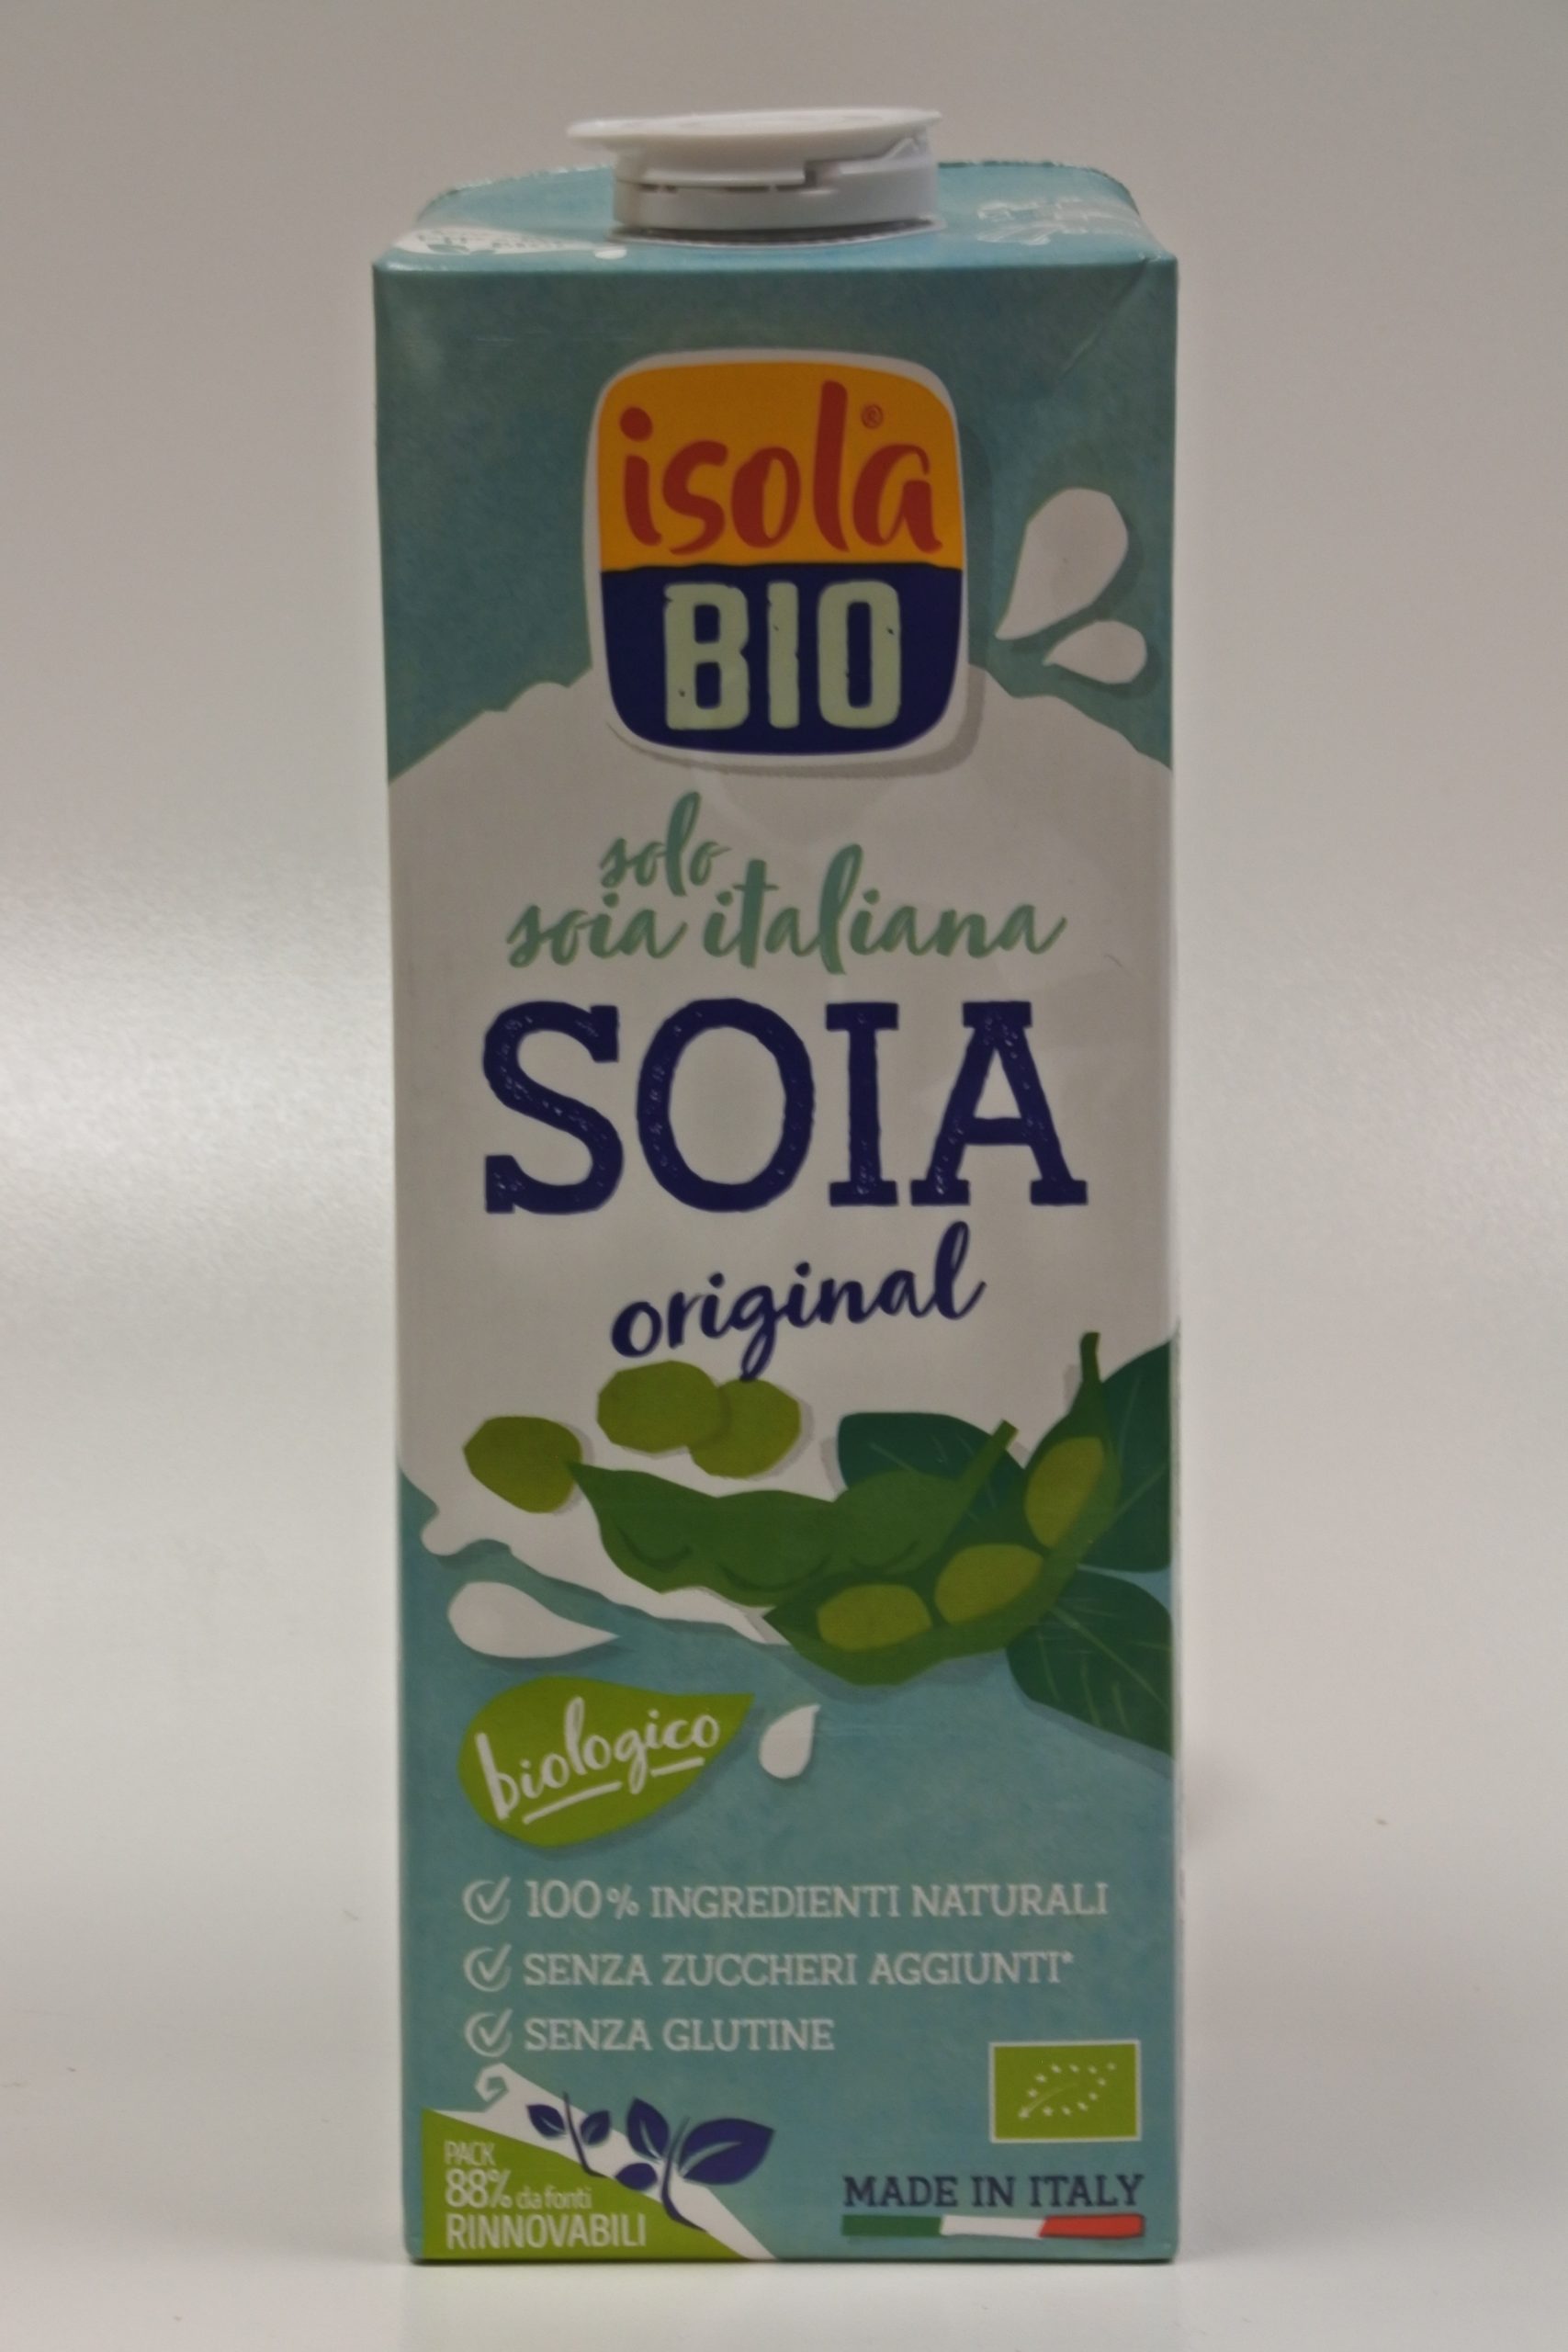 isola®
BIO
solo
soia italiana
SOIA
original
biologico
100% INGREDIENTI NATURALI
SENZA ZUCCHERI AGGIUNTI*
SENZA GLUTINE
PACK
88% da fonti
RINNOVABILI
MADE IN ITALY